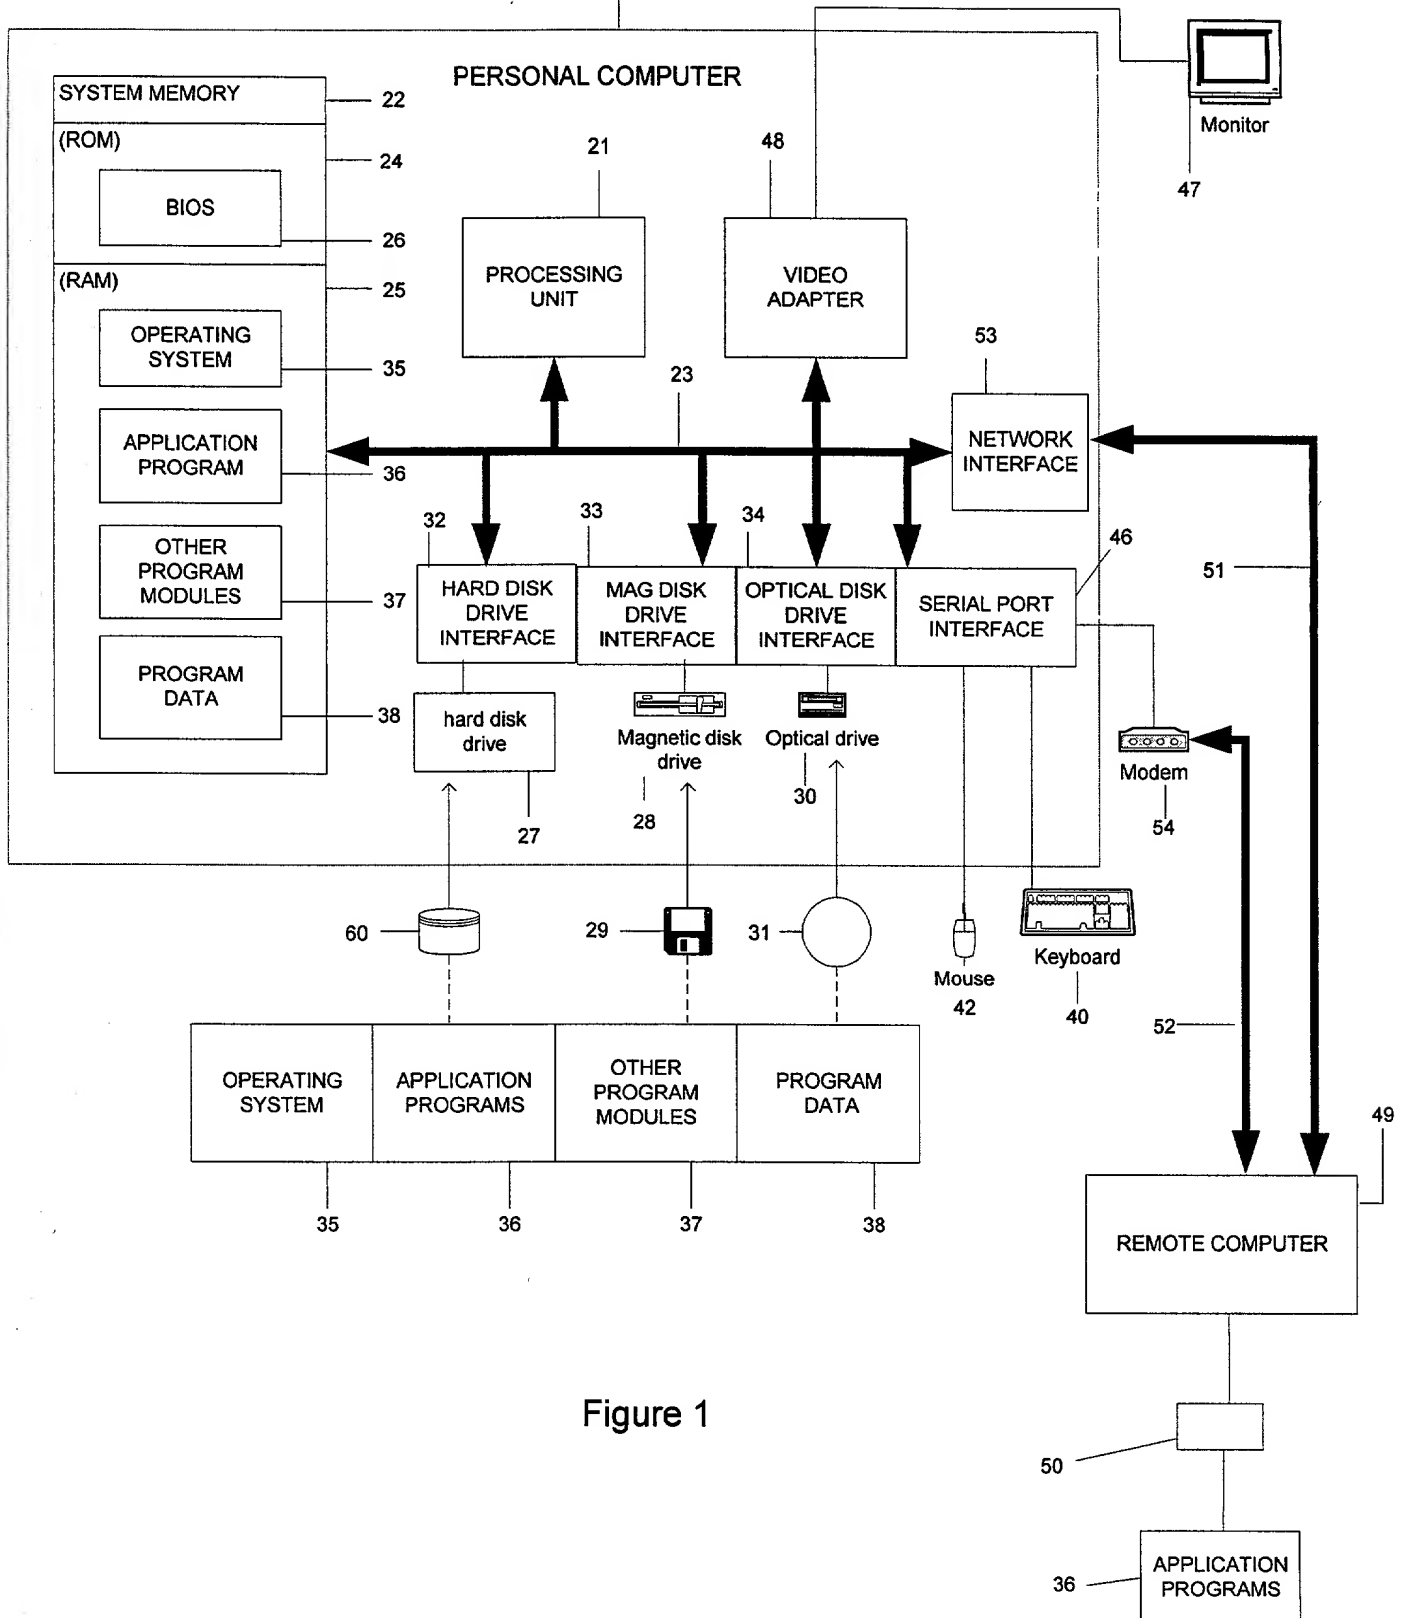 PERSONAL COMPUTER
SYSTEM MEMORY
22
(ROM)
24
BIOS
26
(RAM)
25
OPERATING
SYSTEM
35
APPLICATION
PROGRAM
36
OTHER
PROGRAM
MODULES
37
PROGRAM
DATA
38
21
PROCESSING
UNIT
48
VIDEO
ADAPTER
Monitor
47
23
53
NETWORK
INTERFACE
32
HARD DISK
DRIVE
INTERFACE
33
MAG DISK
DRIVE
INTERFACE
34
OPTICAL DISK
DRIVE
INTERFACE
46
SERIAL PORT
INTERFACE
51
hard disk
drive
27
Magnetic disk
drive
28
Optical drive
30
Modem
54
60
29
31
Mouse
42
Keyboard
40
52
OPERATING
SYSTEM
APPLICATION
PROGRAMS
OTHER
PROGRAM
MODULES
PROGRAM
DATA
35
36
37
38
49
REMOTE COMPUTER
50
36
APPLICATION
PROGRAMS
Figure 1